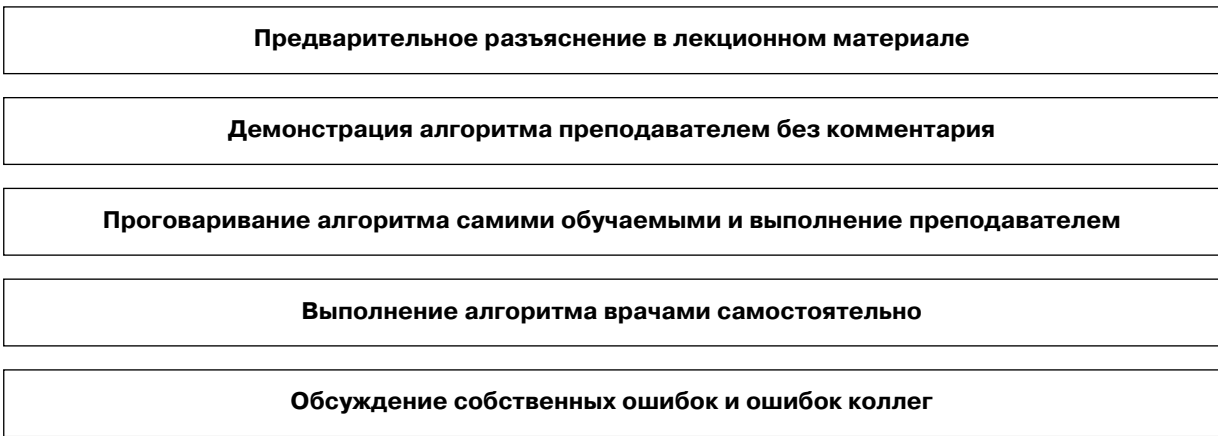 Предварительное разъяснение в лекционном материале
Демонстрация алгоритма преподавателем без комментария
Проговаривание алгоритма самими обучаемыми и выполнение преподавателем
Выполнение алгоритма врачами самостоятельно
Обсуждение собственных ошибок и ошибок коллег